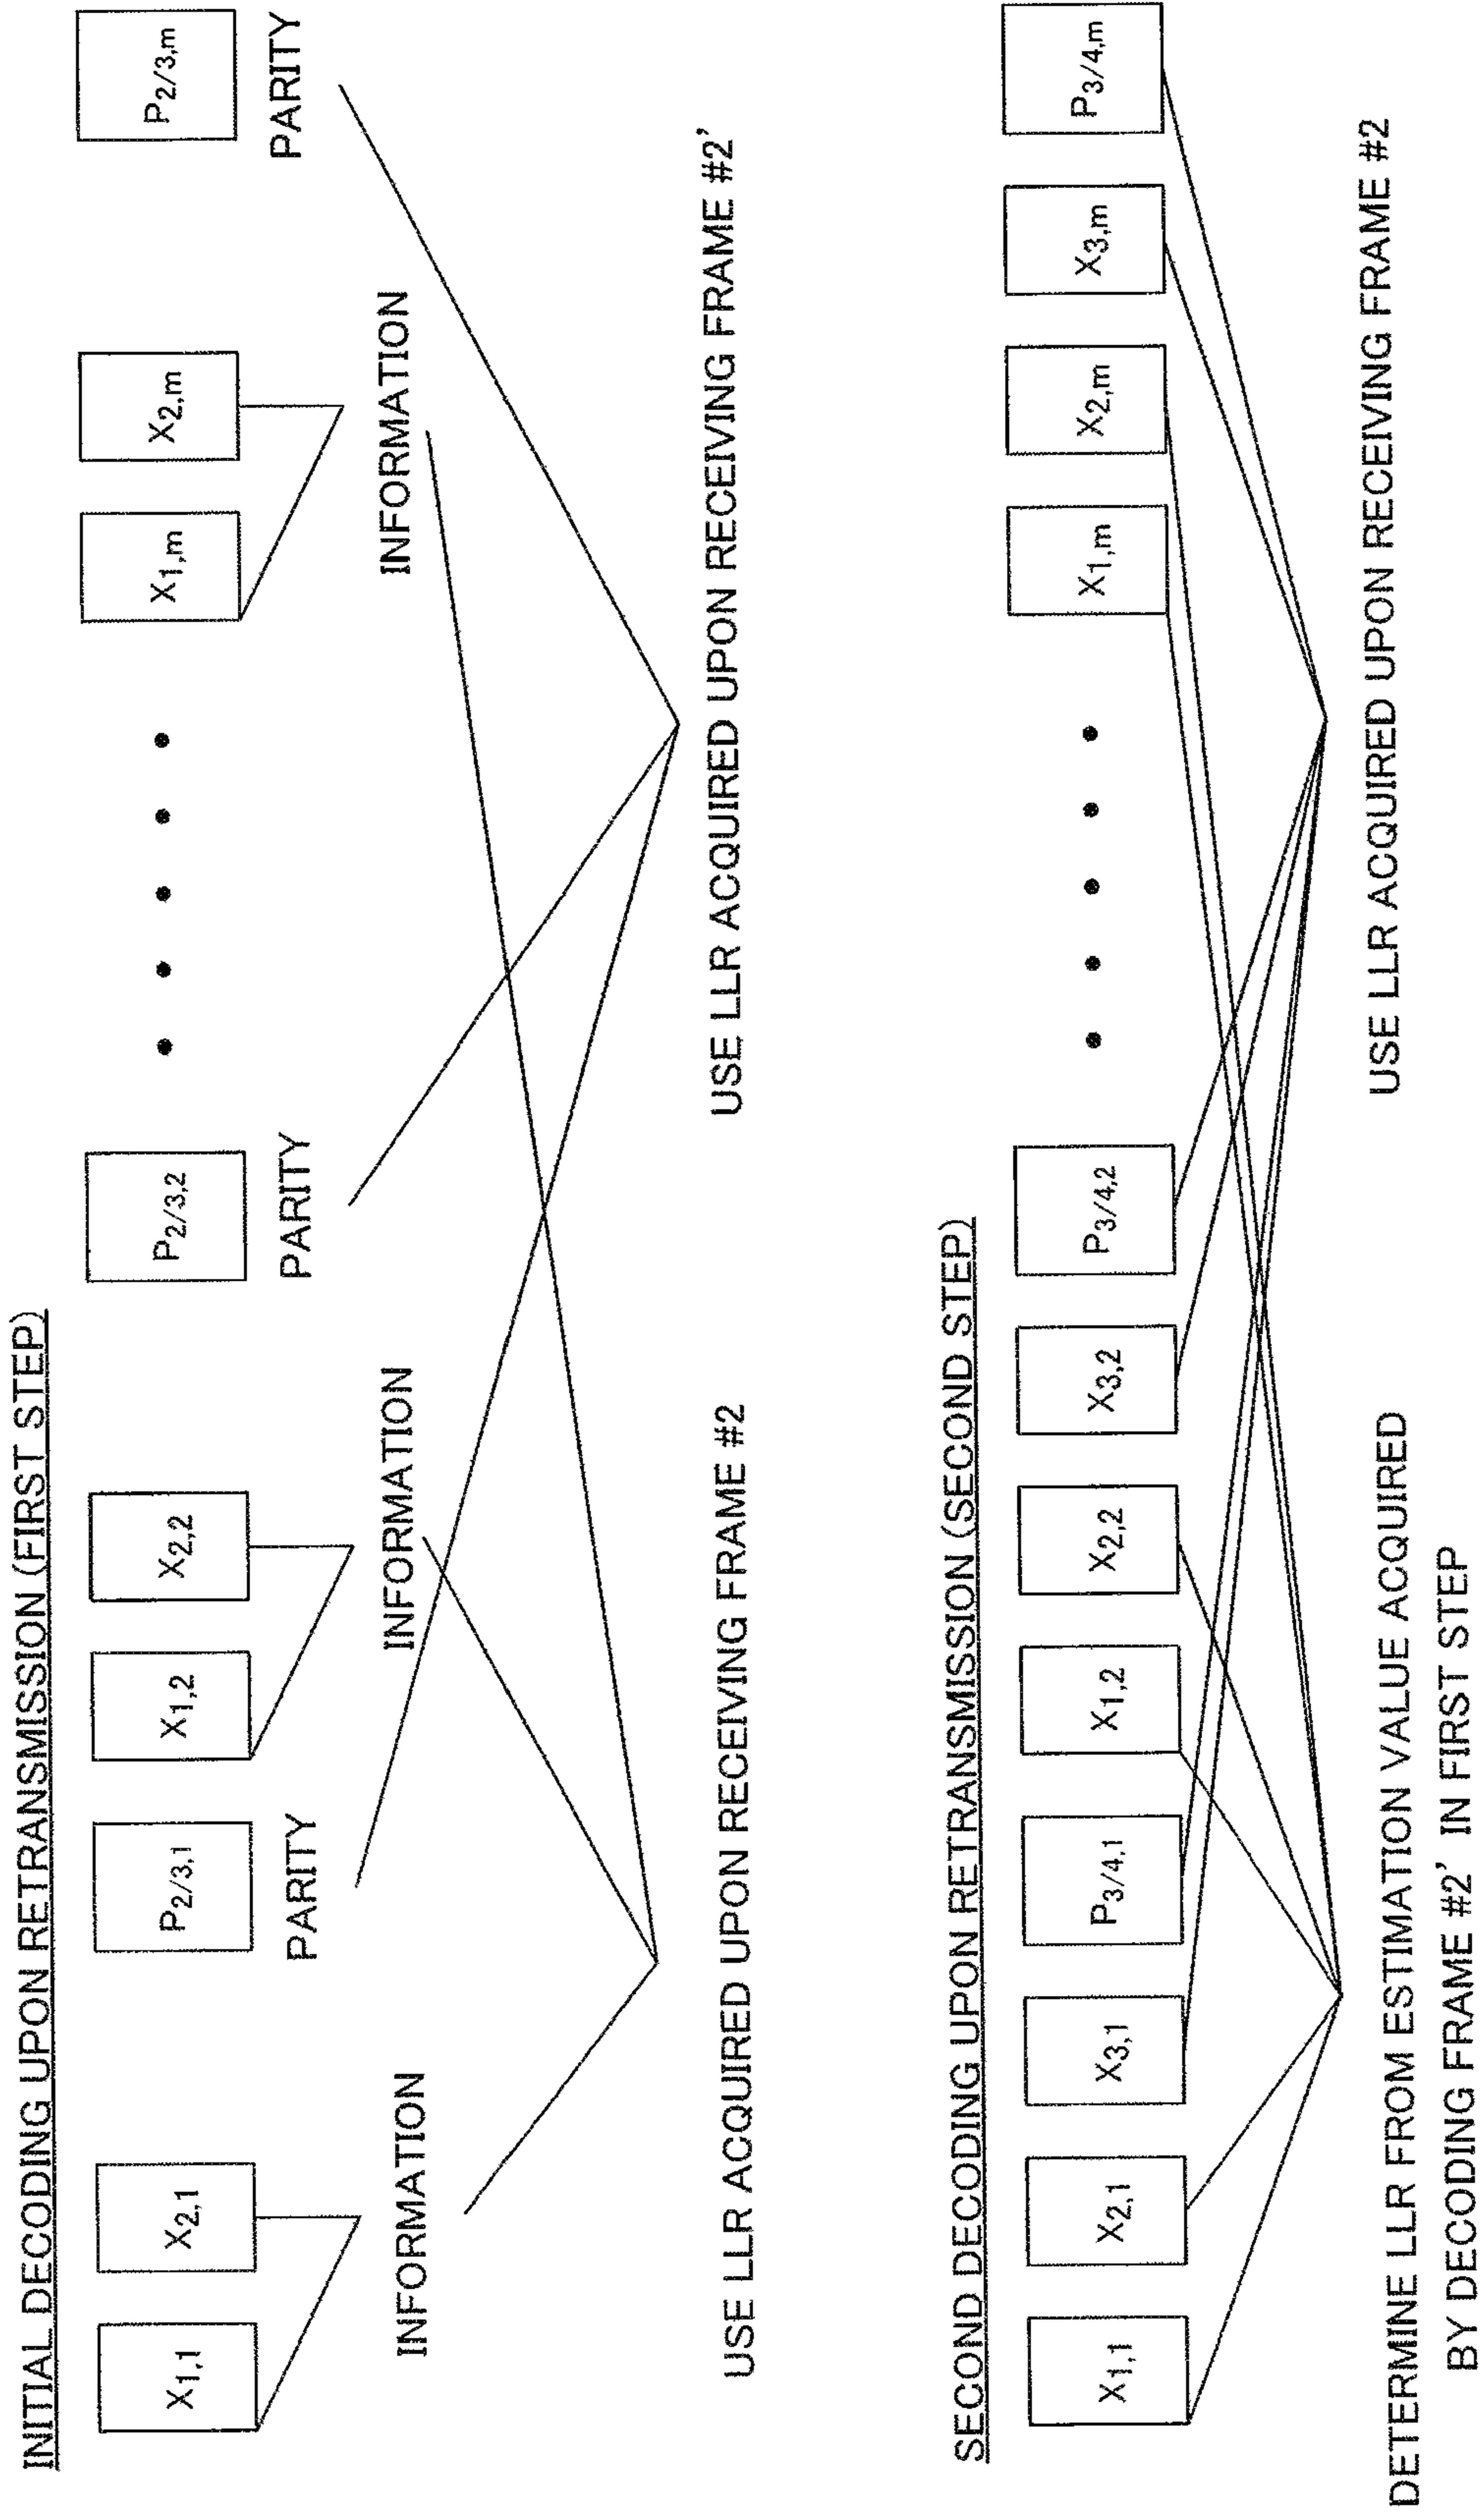 INITIAL DECODING UPON RETRANSMISSION (FIRST STEP)
X1,1 X2,1 P2/3,1 X1,2 X2,2 P2/3,2 X1,m X2,m P2/3,m
INFORMATION PARITY INFORMATION PARITY INFORMATION PARITY
USE LLR ACQUIRED UPON RECEIVING FRAME #2
USE LLR ACQUIRED UPON RECEIVING FRAME #2'
SECOND DECODING UPON RETRANSMISSION (SECOND STEP)
X1,1 X2,1 X3,1 P3/4,1 X1,2 X2,2 X3,2 P3/4,2 X1,m X2,m X3,m P3/4,m
DETERMINE LLR FROM ESTIMATION VALUE ACQUIRED
BY DECODING FRAME #2' IN FIRST STEP
USE LLR ACQUIRED UPON RECEIVING FRAME #2